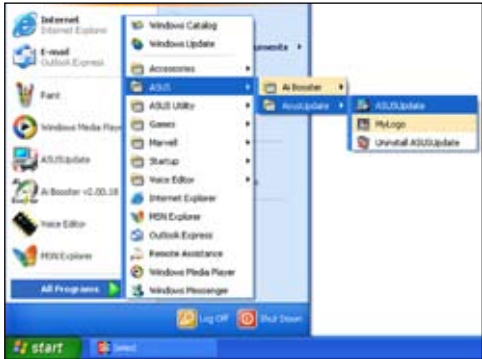 Internet
Internet Explorer
E-mail
Outlook Express
Paint
Windows Media Play
ASUSUpdate
Ai Booster v2.00.18
Voice Editor
MSN Explorer
All Programs
Windows Catalog
Windows Update
Accessories
ASUS
ASUS Utility
Games
Marvell
Startup
Voice Editor
Internet Explorer
MSN Explorer
Outlook Express
Remote Assistance
Windows Media Player
Windows Messenger
uments
Ai Booster
AsusUpdate
ASUSUpdate
MyLogo
Uninstall ASUSUpdate
Log Off
Shut Down
start
Select